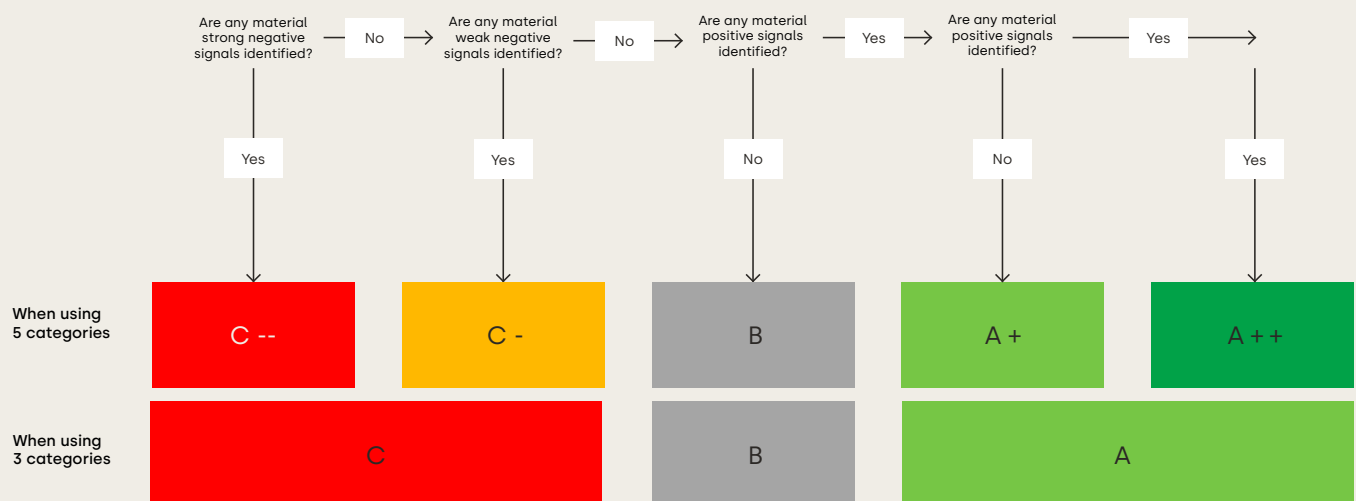 Are any material
strong negative
signals identified?
No
Are any material
weak negative
signals identified?
No
Are any material
positive signals
identified?
Yes
Are any material
positive signals
identified?
Yes
Yes
Yes
No
No
Yes
When using
5 categories
C --
C -
B
A +
A + +
When using
3 categories
C
B
A